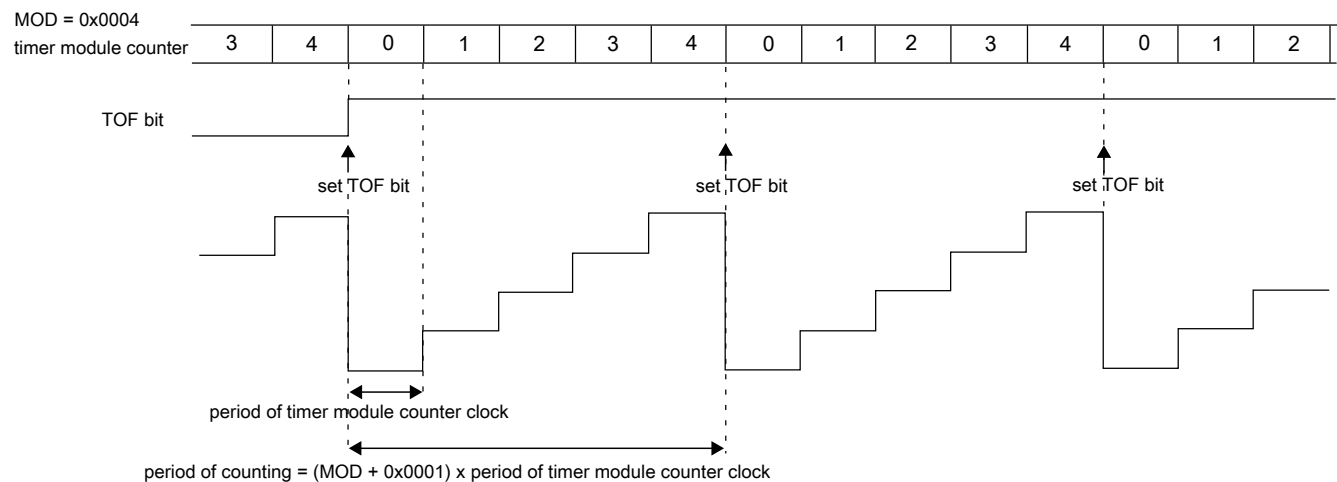 MOD = 0x0004
timer module counter
3 4 0 1 2 3 4 0 1 2 3 4 0 1 2
TOF bit
set TOF bit set TOF bit set TOF bit
period of timer module counter clock
period of counting = (MOD + 0x0001) x period of timer module counter clock